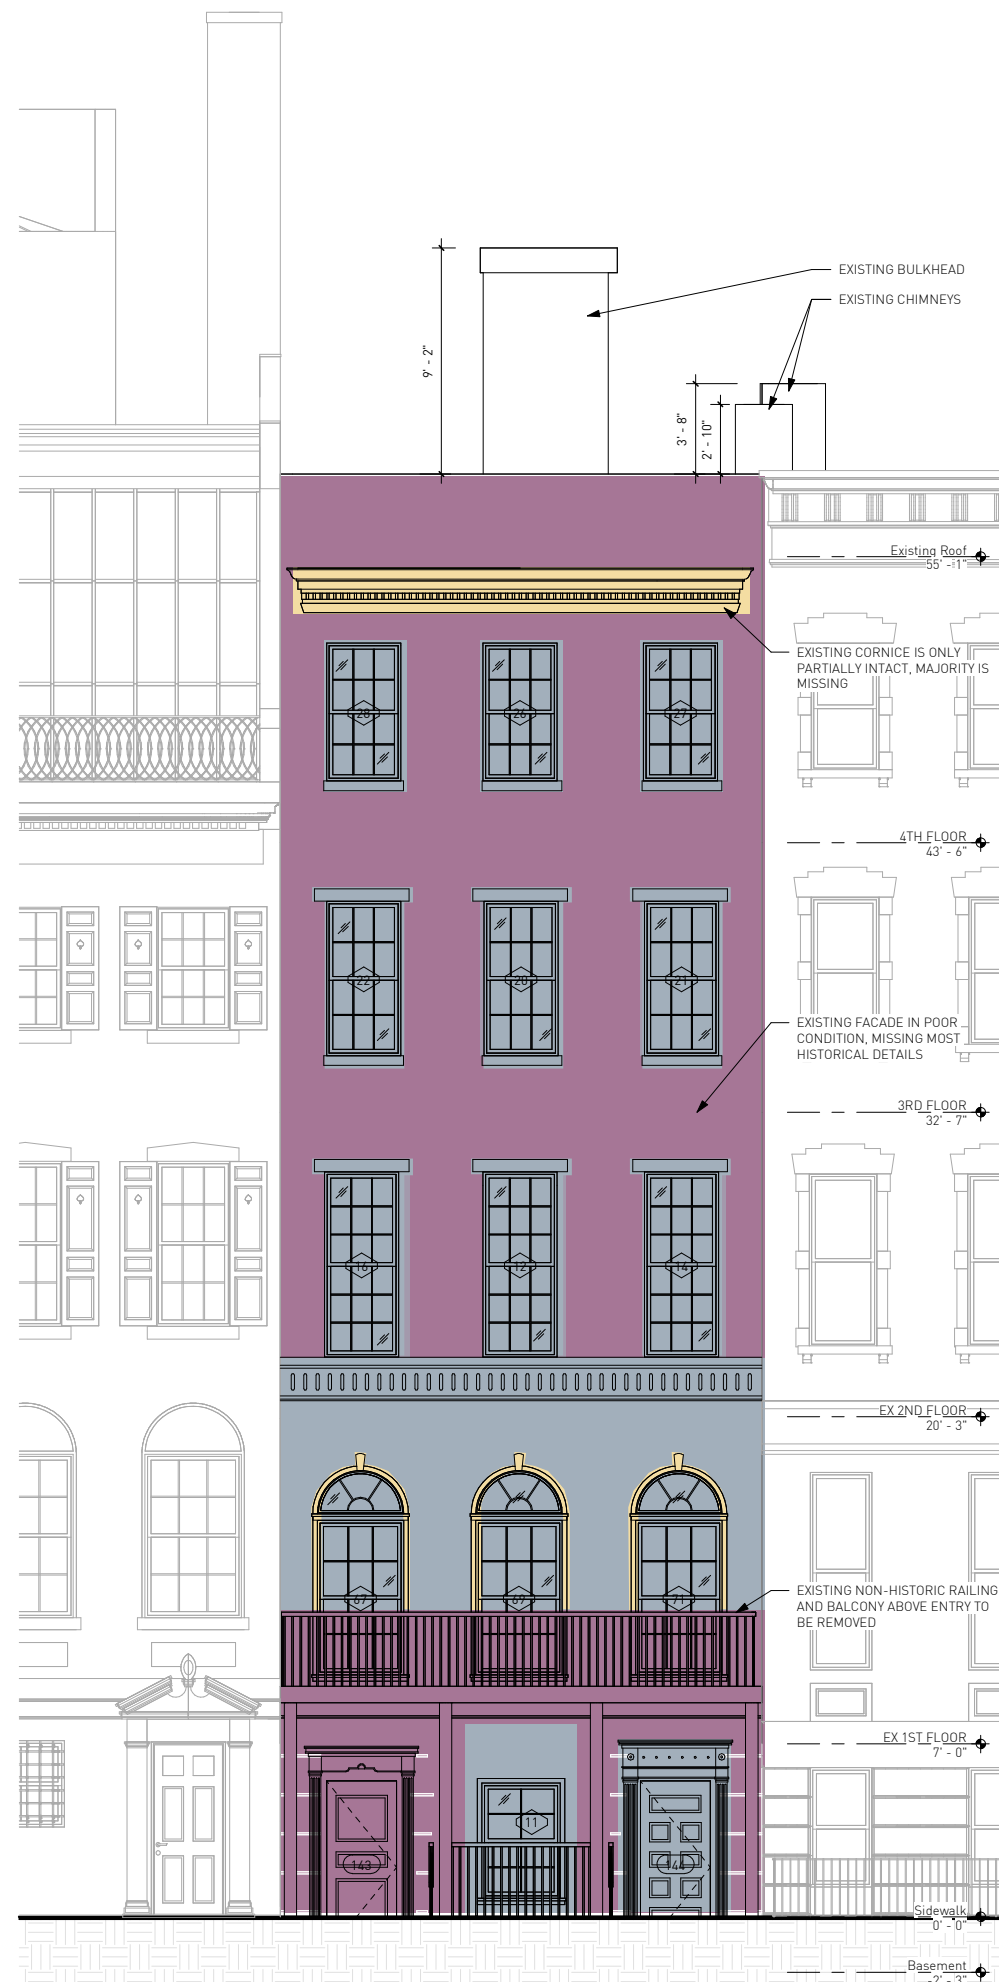 EXISTING BULKHEAD
EXISTING CHIMNEYS
9' - 2"
3' - 8"
2' - 10"
Existing Roof
55' - 1"
EXISTING CORNICE IS ONLY
PARTIALLY INTACT, MAJORITY IS
MISSING
28
26
27
4TH FLOOR
43' - 6"
22
20
21
EXISTING FACADE IN POOR
CONDITION, MISSING MOST
HISTORICAL DETAILS
3RD FLOOR
32' - 7"
16
12
14
EX 2ND FLOOR
20' - 3"
EXISTING NON-HISTORIC RAILING
AND BALCONY ABOVE ENTRY TO
BE REMOVED
67
69
71
EX 1ST FLOOR
7' - 0"
11
143
144
Sidewalk
0' - 0"
Basement
-2' - 3"